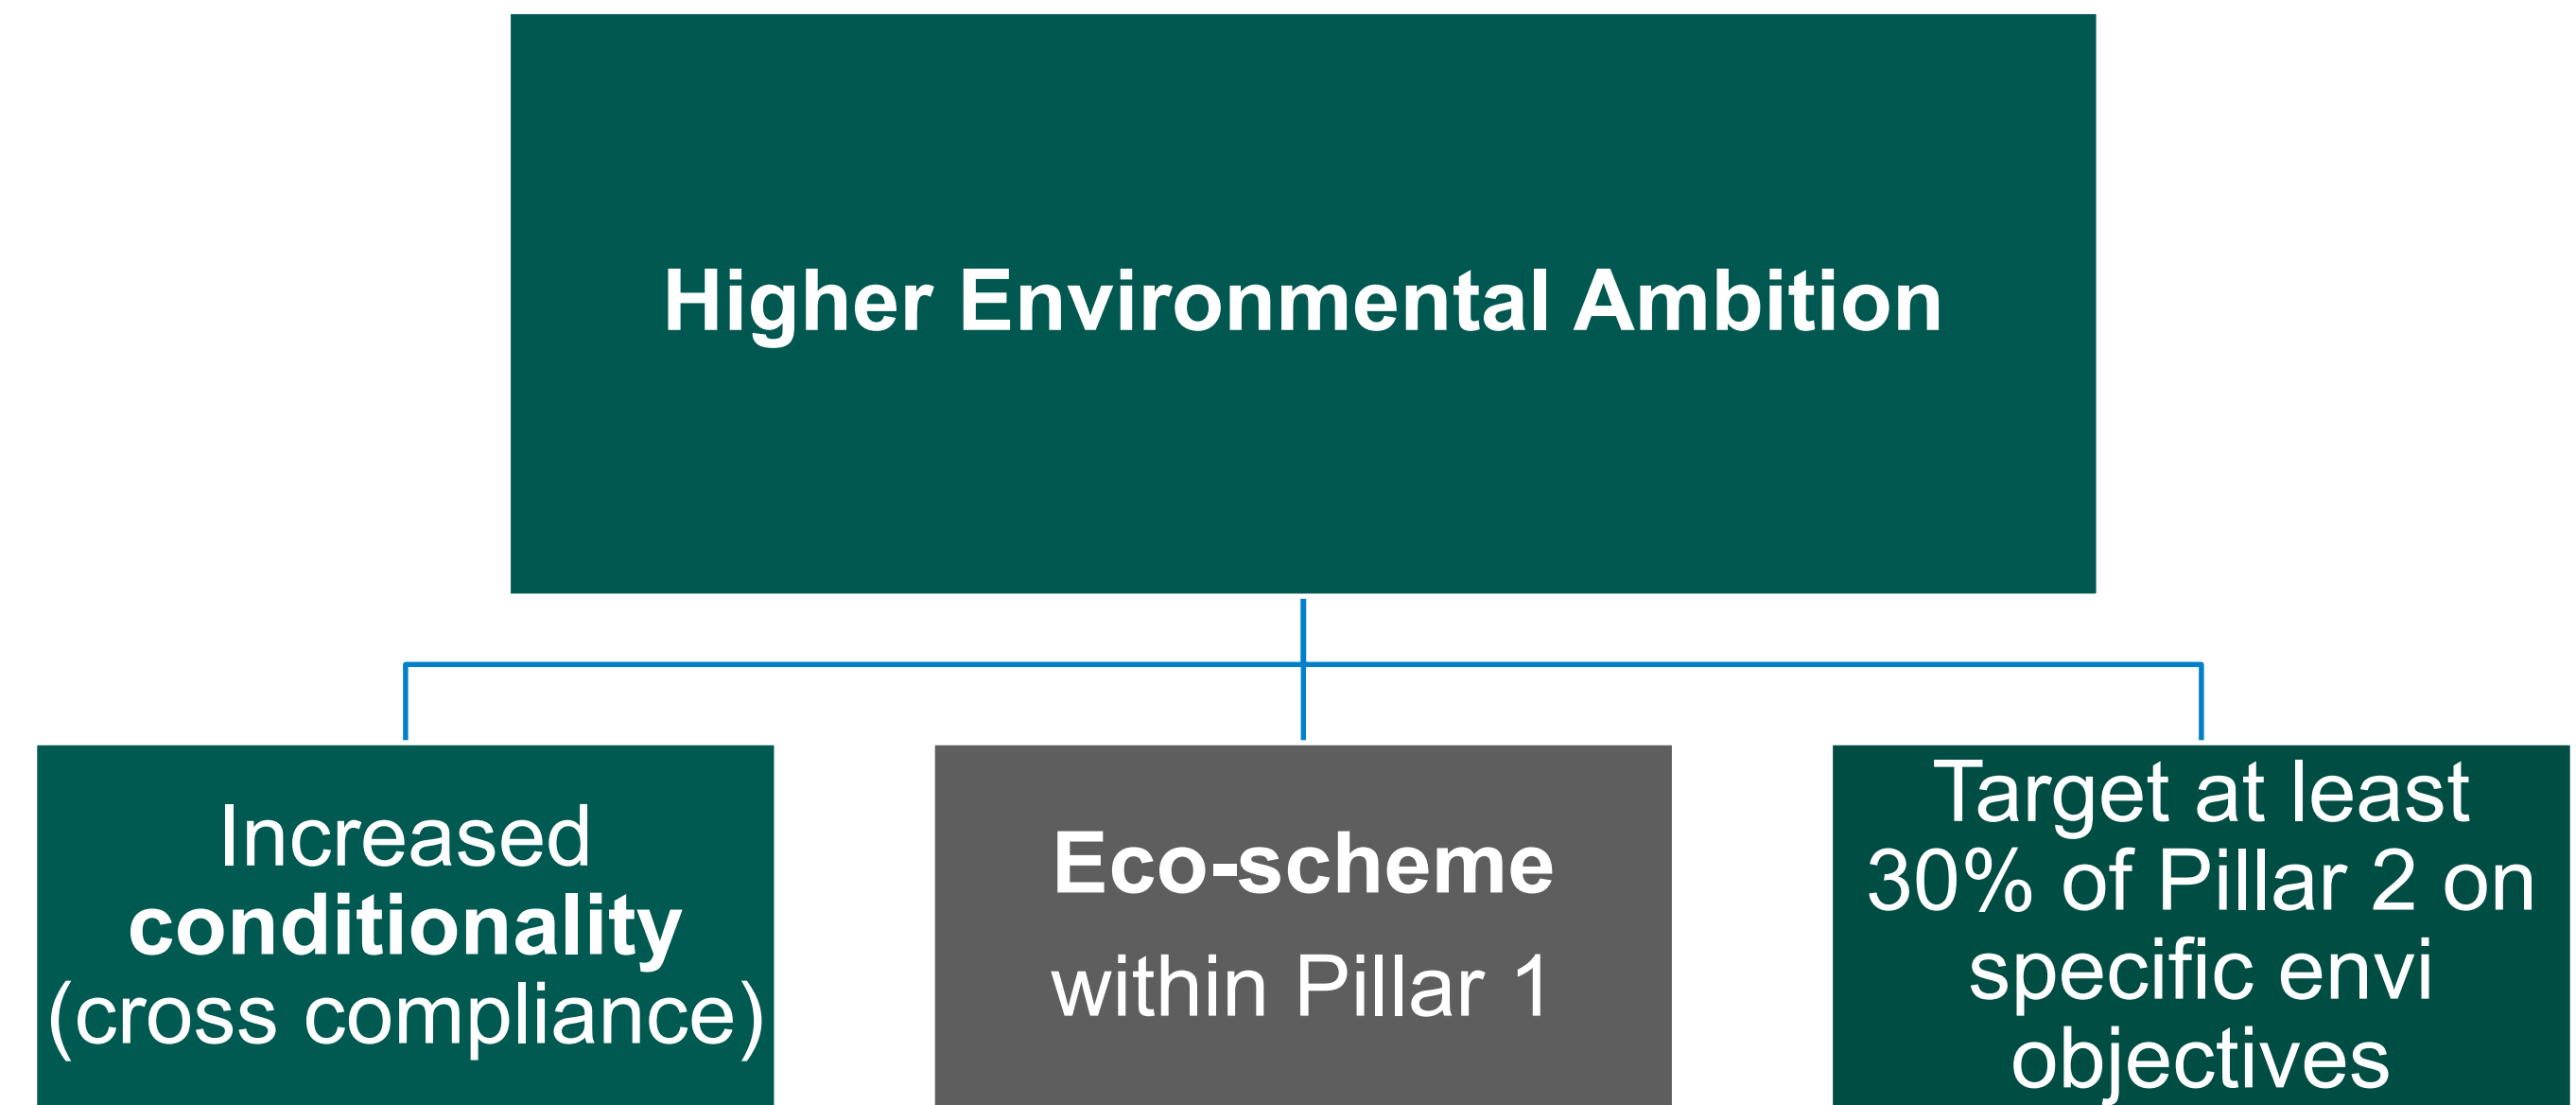 Higher Environmental Ambition
Increased
conditionality
(cross compliance)
Eco-scheme
within Pillar 1
Target at least
30% of Pillar 2 on
specific envi
objectives